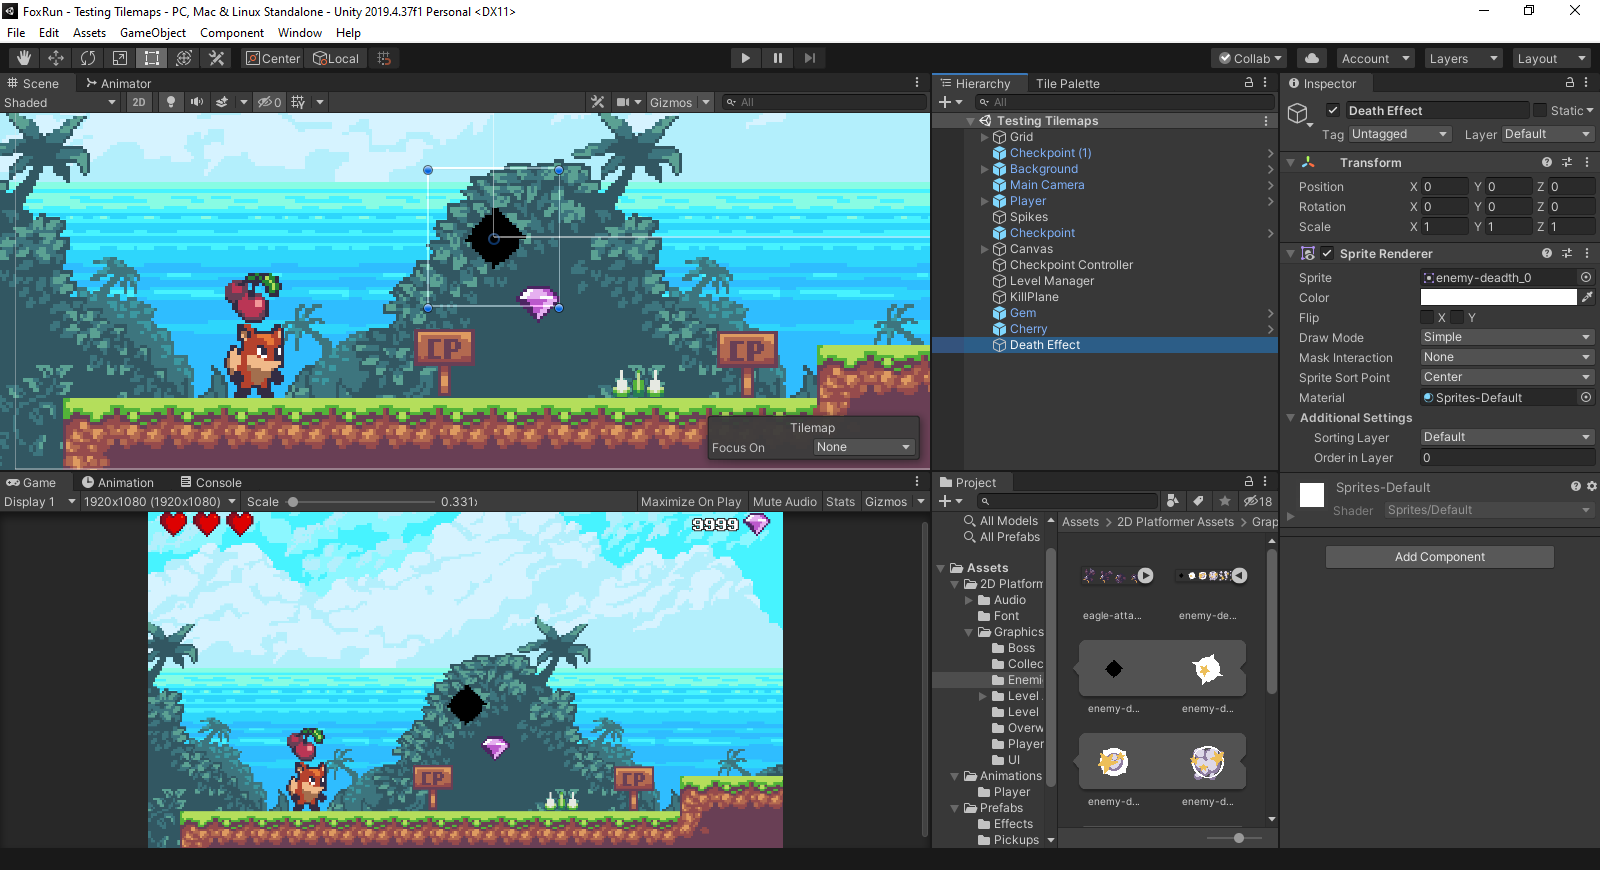 FoxRun - Testing Tilemaps - PC, Mac & Linux Standalone - Unity 2019.4.37f1 Personal <DX11>
File Edit Assets GameObject Component Window Help
Center Local Collab Account Layers Layout
Scene Animator
Shaded 2D 0 Gizmos All
CP CP
Tilemap
Focus On None
Game Animation Console
Display 1 1920x1080 (1920x1080) Scale 0.331 Maximize On Play Mute Audio Stats Gizmos
9999
CP CP
Hierarchy Tile Palette
All
Testing Tilemaps
Grid
Checkpoint (1)
Background
Main Camera
Player
Spikes
Checkpoint
Canvas
Checkpoint Controller
Level Manager
KillPlane
Gem
Cherry
Death Effect
Project
18
All Models
All Prefabs
Assets
2D Platform
Audio
Font
Graphics
Boss
Collec
Enemi
Level
Level
Overw
Player
UI
Animations
Player
Prefabs
Effects
Pickups
Assets > 2D Platformer Assets > Grap
eagle-atta... enemy-de...
enemy-d... enemy-d...
enemy-d... enemy-d...
Inspector
Death Effect Static
Tag Untagged Layer Default
Transform
Position X 0 Y 0 Z 0
Rotation X 0 Y 0 Z 0
Scale X 1 Y 1 Z 1
Sprite Renderer
Sprite enemy-deadth_0
Color
Flip X Y
Draw Mode Simple
Mask Interaction None
Sprite Sort Point Center
Material Sprites-Default
Additional Settings
Sorting Layer Default
Order in Layer 0
Sprites-Default
Shader Sprites/Default
Add Component